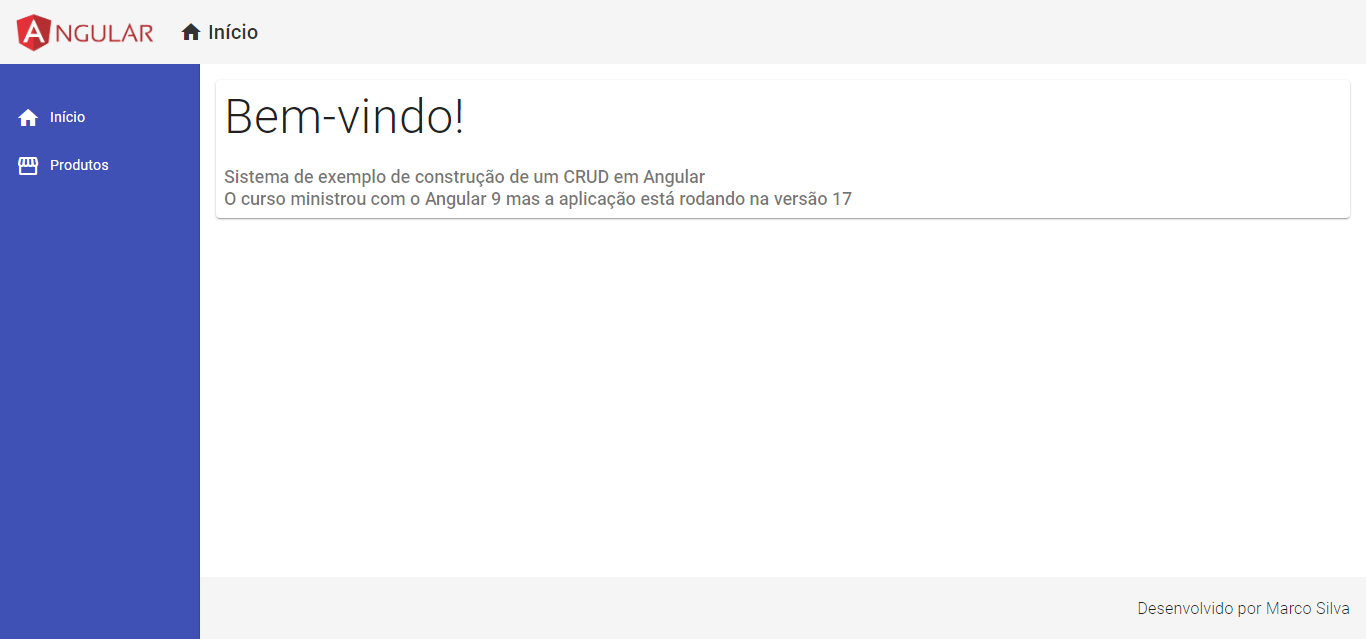 ANGULAR
Início
Início
Produtos
Bem-vindo!
Sistema de exemplo de construção de um CRUD em Angular
O curso ministrou com o Angular 9 mas a aplicação está rodando na versão 17
Desenvolvido por Marco Silva